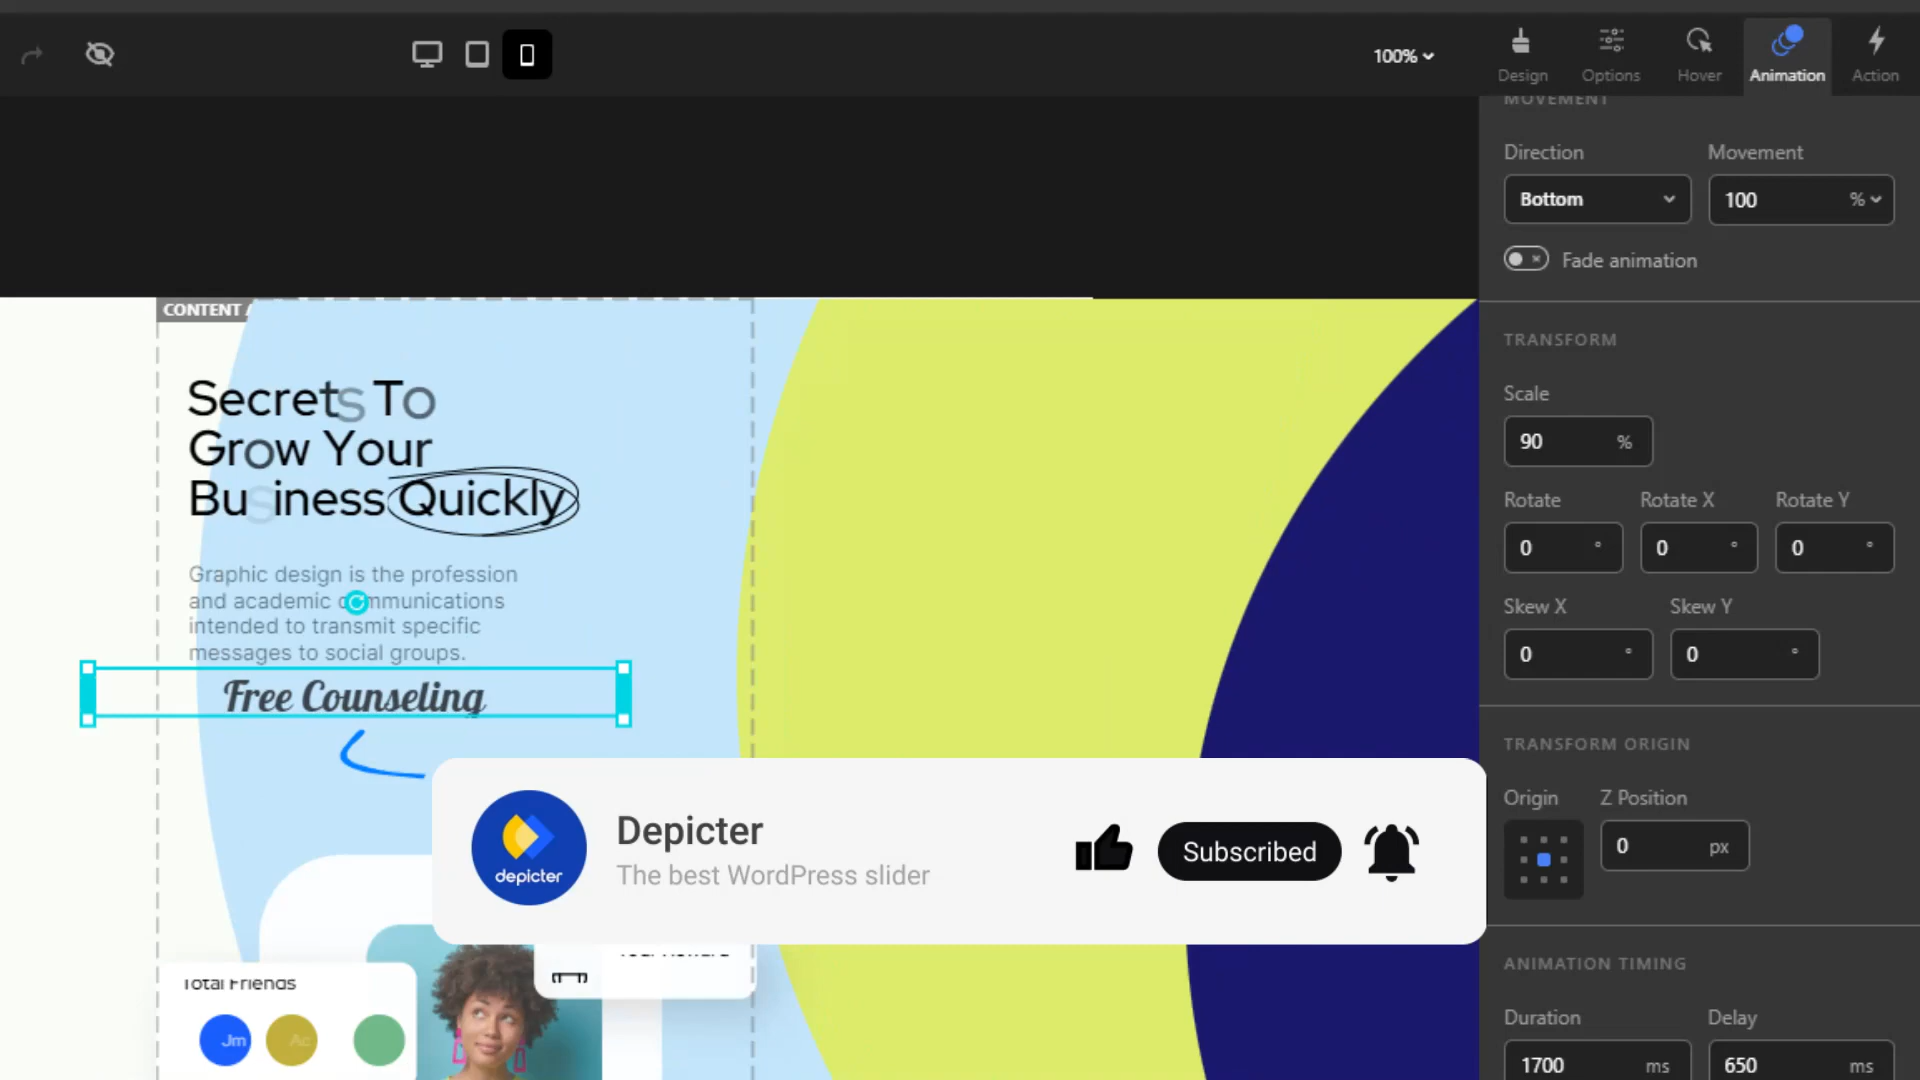 100%
Design
Options
Hover
Animation
Action
MOVEMENT
Direction
Movement
Bottom
100
%
Fade animation
CONTENT
TRANSFORM
Scale
90 %
Rotate
Rotate X
Rotate Y
0 °
0 °
0 °
Skew X
Skew Y
0 °
0 °
TRANSFORM ORIGIN
Origin
Z Position
0 px
ANIMATION TIMING
Duration
Delay
1700 ms
650 ms
Secrets To
Grow Your
Business Quickly
Graphic design is the profession
and academic communications
intended to transmit specific
messages to social groups.
Free Counseling
depicter
Depicter
The best WordPress slider
Subscribed
Total Friends
Jm
Ac